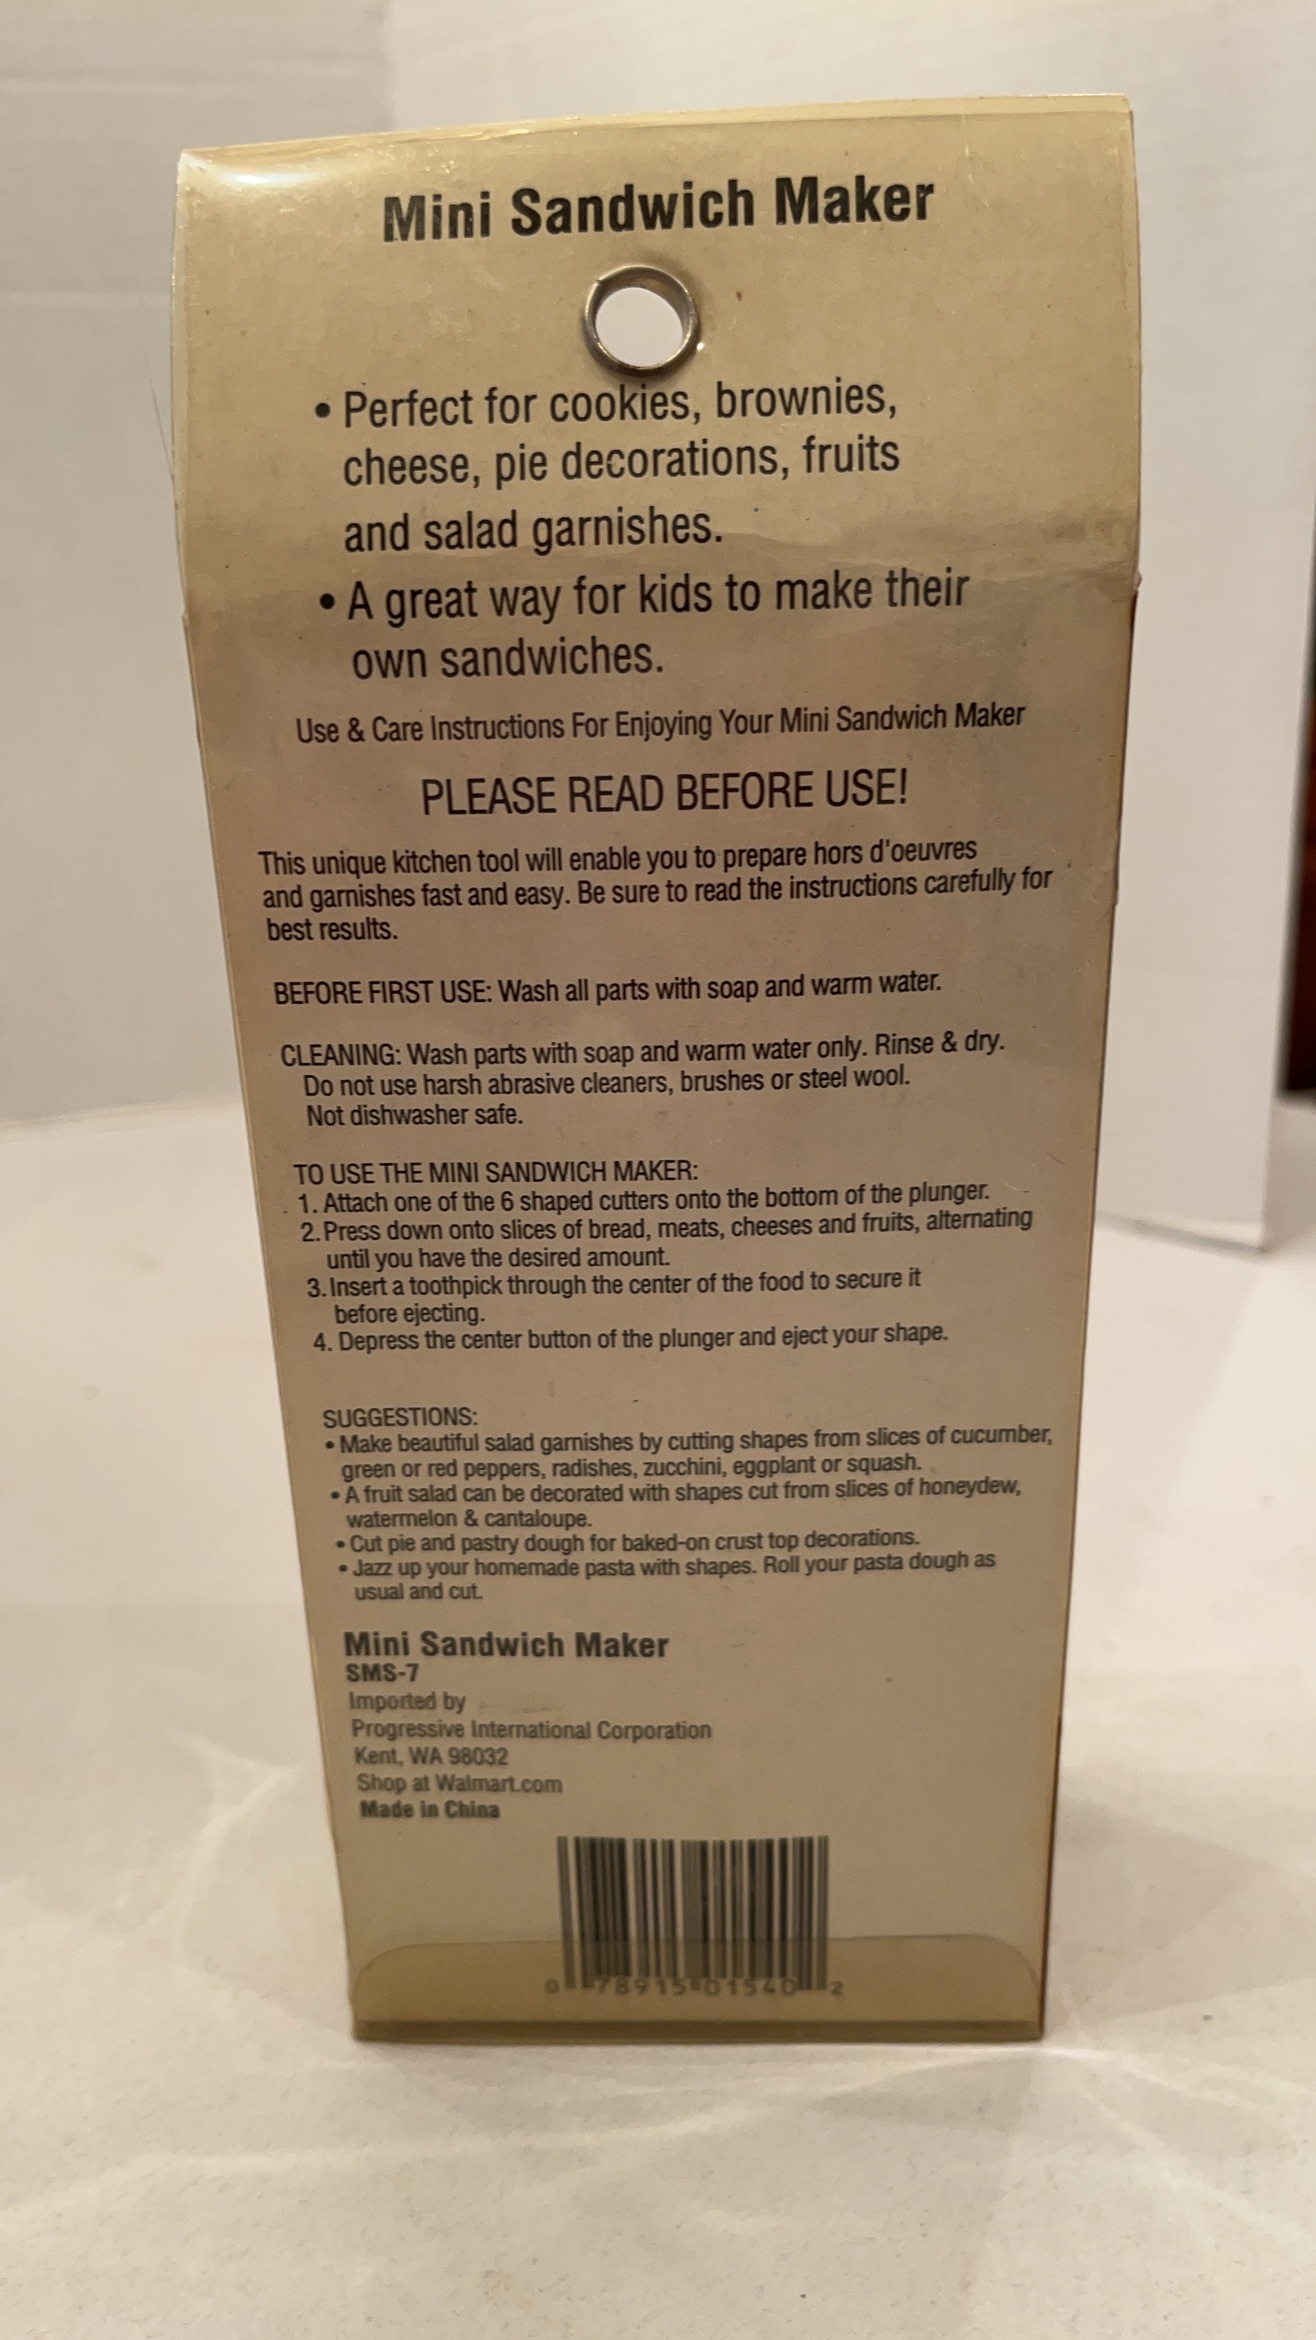 Mini Sandwich Maker
• Perfect for cookies, brownies,
cheese, pie decorations, fruits
and salad garnishes.
• A great way for kids to make their
own sandwiches.
Use & Care Instructions For Enjoying Your Mini Sandwich Maker
PLEASE READ BEFORE USE!
This unique kitchen tool will enable you to prepare hors d'oeuvres
and garnishes fast and easy. Be sure to read the instructions carefully for
best results.
BEFORE FIRST USE: Wash all parts with soap and warm water.
CLEANING: Wash parts with soap and warm water only. Rinse & dry.
Do not use harsh abrasive cleaners, brushes or steel wool.
Not dishwasher safe.
TO USE THE MINI SANDWICH MAKER:
1. Attach one of the 6 shaped cutters onto the bottom of the plunger.
2. Press down onto slices of bread, meats, cheeses and fruits, alternating
until you have the desired amount.
3. Insert a toothpick through the center of the food to secure it
before ejecting.
4. Depress the center button of the plunger and eject your shape.
SUGGESTIONS:
• Make beautiful salad garnishes by cutting shapes from slices of cucumber,
green or red peppers, radishes, zucchini, eggplant or squash.
• A fruit salad can be decorated with shapes cut from slices of honeydew,
watermelon & cantaloupe.
• Cut pie and pastry dough for baked-on crust top decorations.
• Jazz up your homemade pasta with shapes. Roll your pasta dough as
usual and cut.
Mini Sandwich Maker
SMS-7
Imported by
Progressive International Corporation
Kent, WA 98032
Shop at Walmart.com
Made in China
0 78915 01540 2